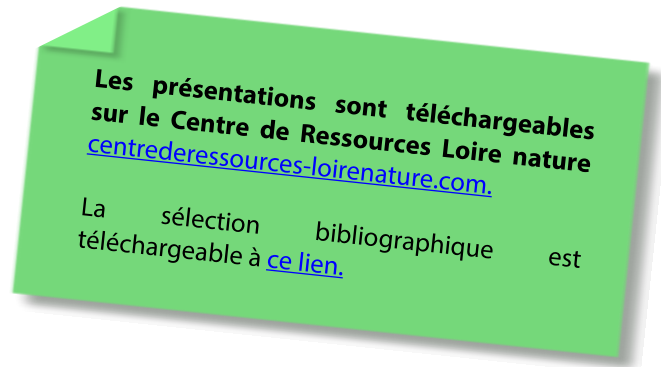 Les présentations sont téléchargeables
sur le Centre de Ressources Loire nature
centrederessources-loirenature.com.
La sélection bibliographique est
téléchargeable à ce lien.